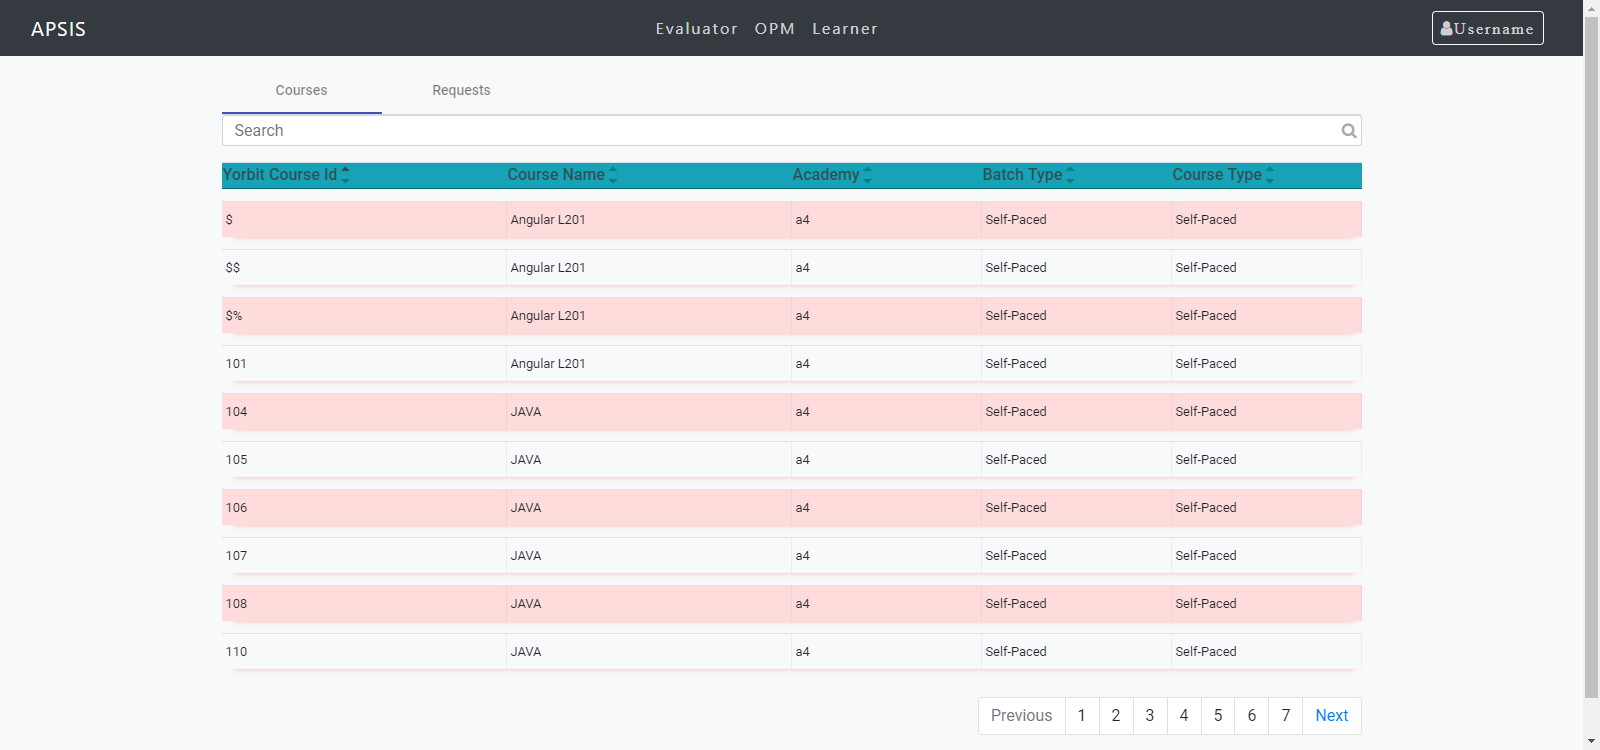 APSIS Evaluator OPM Learner Username
Courses Requests
Search
Yorbit Course Id Course Name Academy Batch Type Course Type
$ Angular L201 a4 Self-Paced Self-Paced
$$ Angular L201 a4 Self-Paced Self-Paced
$% Angular L201 a4 Self-Paced Self-Paced
101 Angular L201 a4 Self-Paced Self-Paced
104 JAVA a4 Self-Paced Self-Paced
105 JAVA a4 Self-Paced Self-Paced
106 JAVA a4 Self-Paced Self-Paced
107 JAVA a4 Self-Paced Self-Paced
108 JAVA a4 Self-Paced Self-Paced
110 JAVA a4 Self-Paced Self-Paced
Previous 1 2 3 4 5 6 7 Next